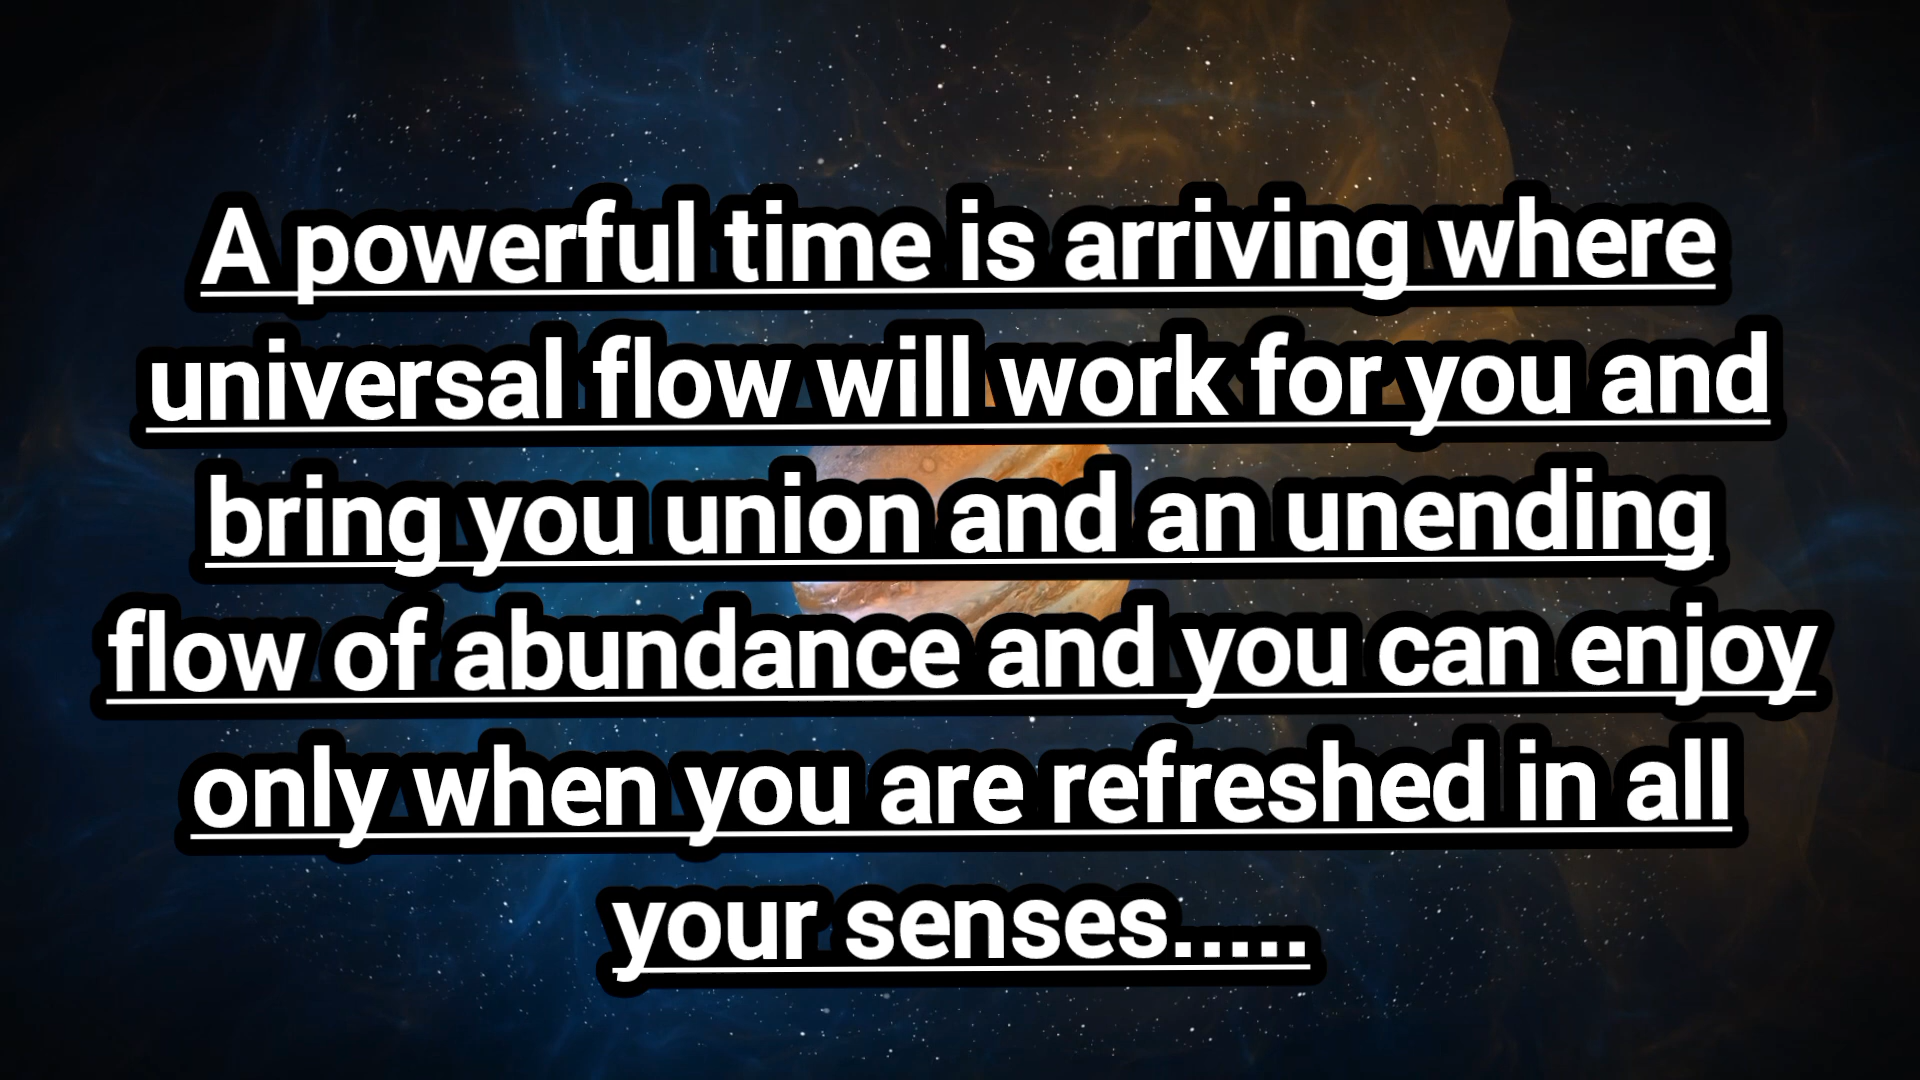 A powerful time is arriving where
universal flow will work for you and
bring you union and an unending
flow of abundance and you can enjoy
only when you are refreshed in all
your senses.....